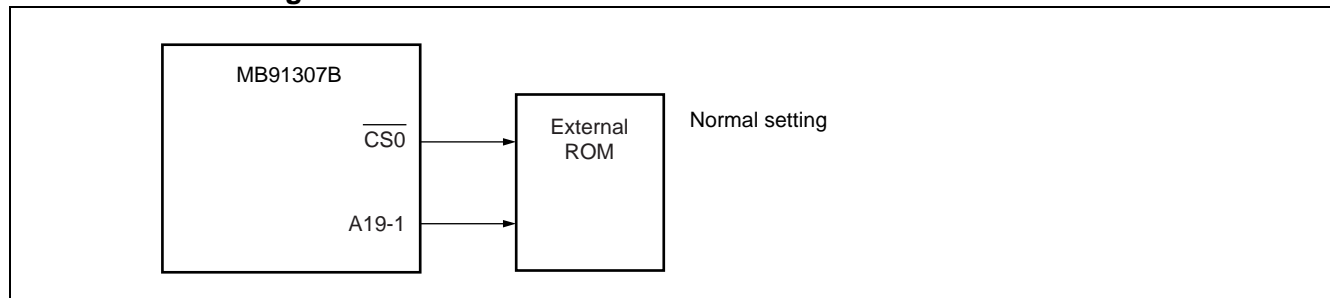 MB91307B
CS0
A19-1
External
ROM
Normal setting